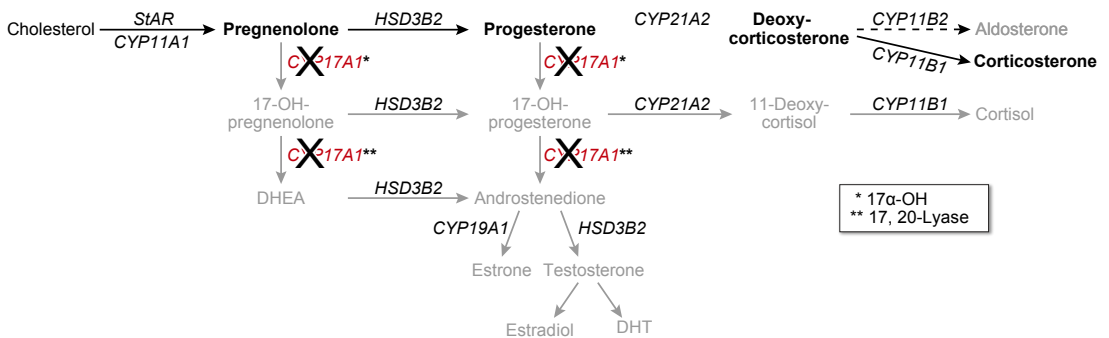 StAR
HSD3B2
CYP21A2
Deoxy-
corticosterone
CYP11B2
Cholesterol
CYP11A1
Pregnenolone
Progesterone
Aldosterone
CYP11B1
Corticosterone
CYP17A1*
CYP17A1*
17-OH-
pregnenolone
HSD3B2
17-OH-
progesterone
CYP21A2
11-Deoxy-
cortisol
CYP11B1
Cortisol
CYP17A1**
CYP17A1**
DHEA
HSD3B2
Androstenedione
* 17α-OH
** 17, 20-Lyase
CYP19A1
HSD3B2
Estrone
Testosterone
Estradiol
DHT